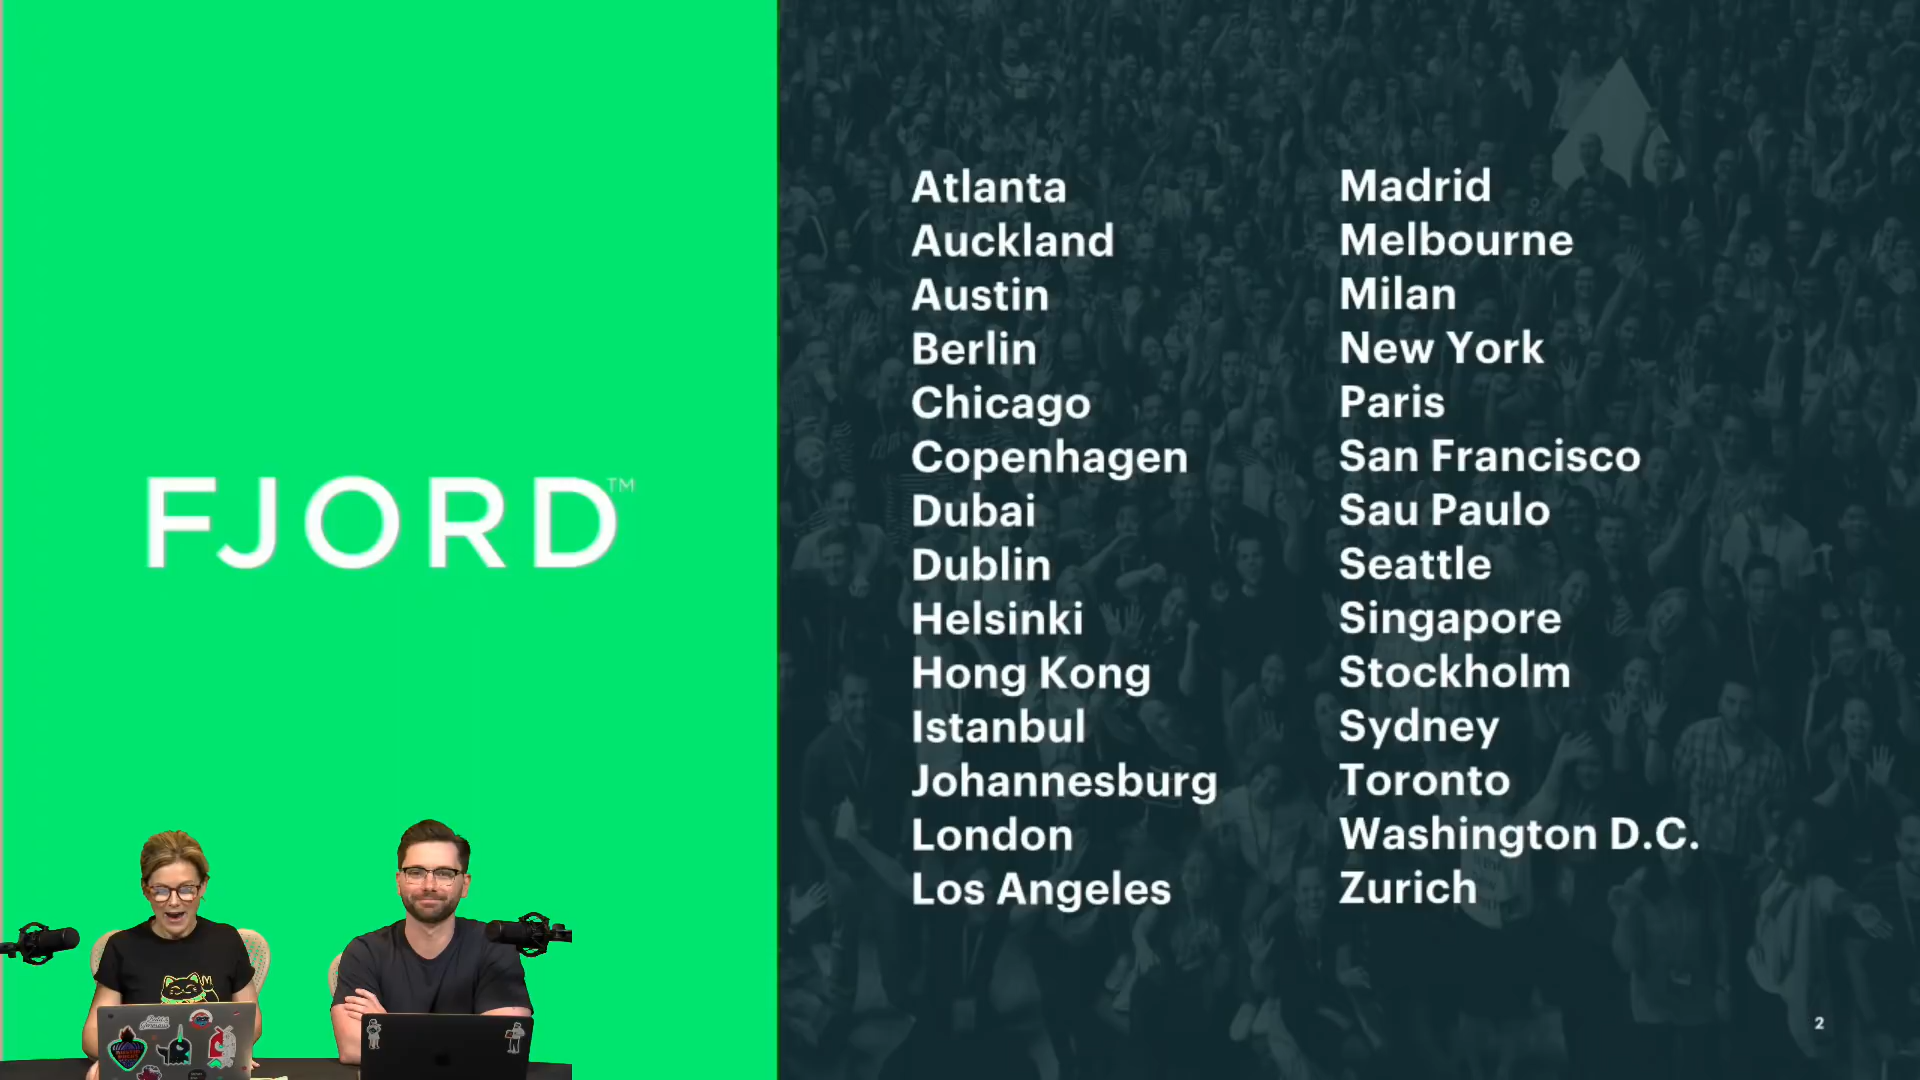 FJORD™
Atlanta
Auckland
Austin
Berlin
Chicago
Copenhagen
Dubai
Dublin
Helsinki
Hong Kong
Istanbul
Johannesburg
London
Los Angeles
Madrid
Melbourne
Milan
New York
Paris
San Francisco
Sau Paulo
Seattle
Singapore
Stockholm
Sydney
Toronto
Washington D.C.
Zurich
2